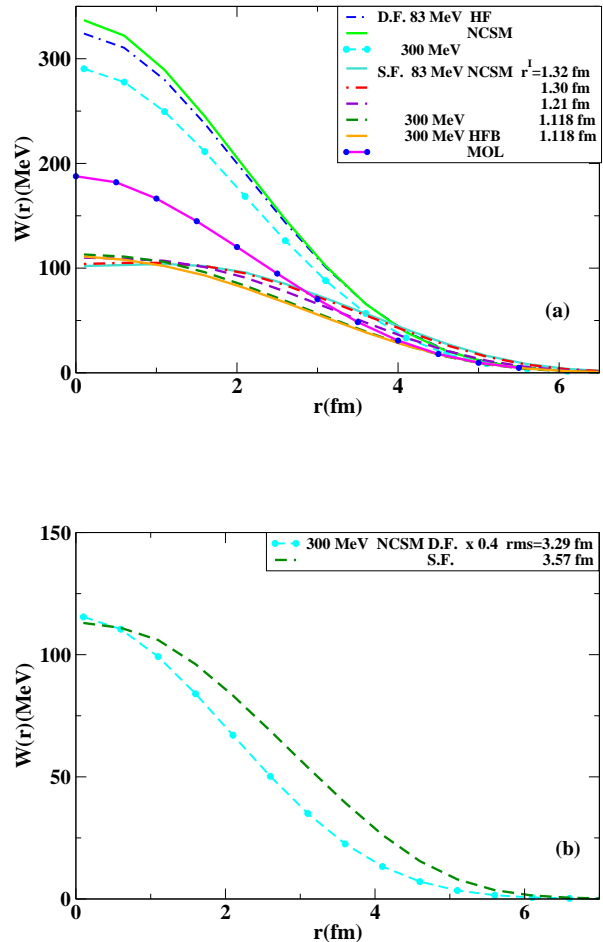 D.F. 83 MeV HF
NCSM
300 MeV
S.F. 83 MeV NCSM r^I=1.32 fm
1.30 fm
1.21 fm
300 MeV 1.118 fm
300 MeV HFB 1.118 fm
MOL
300
200
100
0
W(r)(MeV)
(a)
0 2 4 6
r(fm)
300 MeV NCSM D.F. x 0.4 rms=3.29 fm
S.F. 3.57 fm
150
100
50
0
W(r)(MeV)
(b)
0 2 4 6
r(fm)